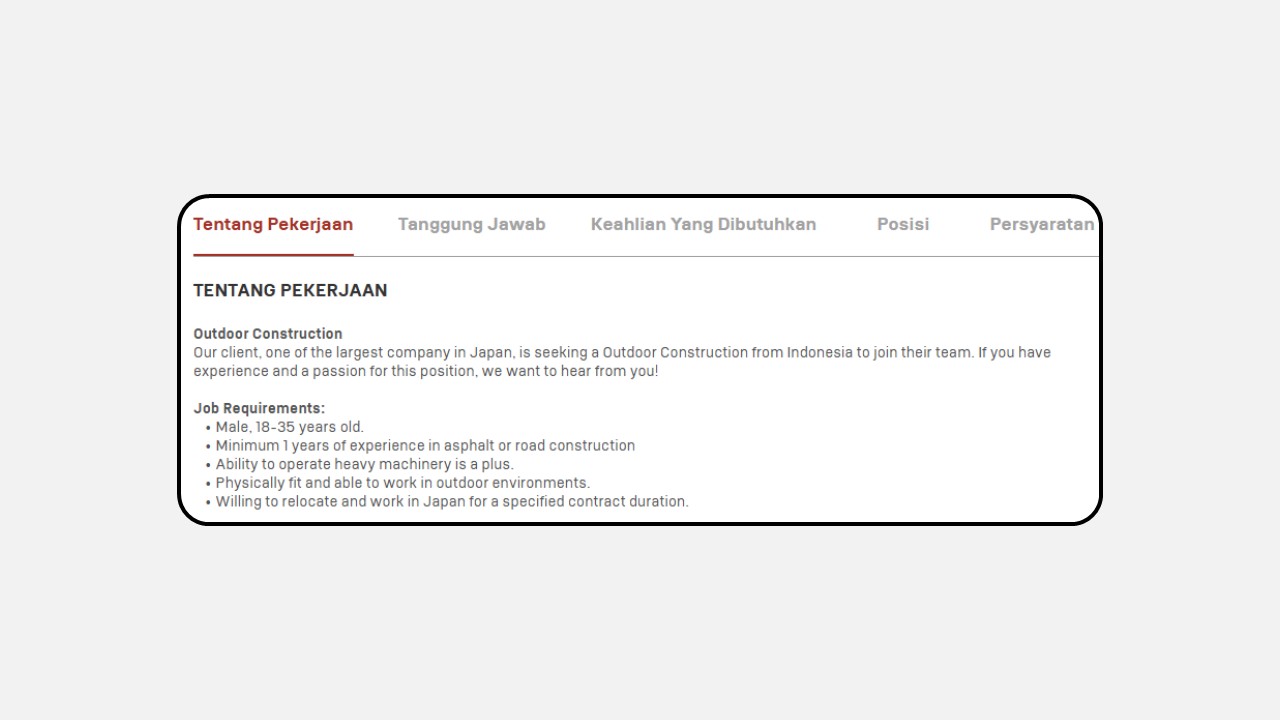 Tentang Pekerjaan Tanggung Jawab Keahlian Yang Dibutuhkan Posisi Persyaratan
TENTANG PEKERJAAN
Outdoor Construction
Our client, one of the largest company in Japan, is seeking a Outdoor Construction from Indonesia to join their team. If you have
experience and a passion for this position, we want to hear from you!
Job Requirements:
• Male, 18-35 years old.
• Minimum 1 years of experience in asphalt or road construction
• Ability to operate heavy machinery is a plus.
• Physically fit and able to work in outdoor environments.
• Willing to relocate and work in Japan for a specified contract duration.